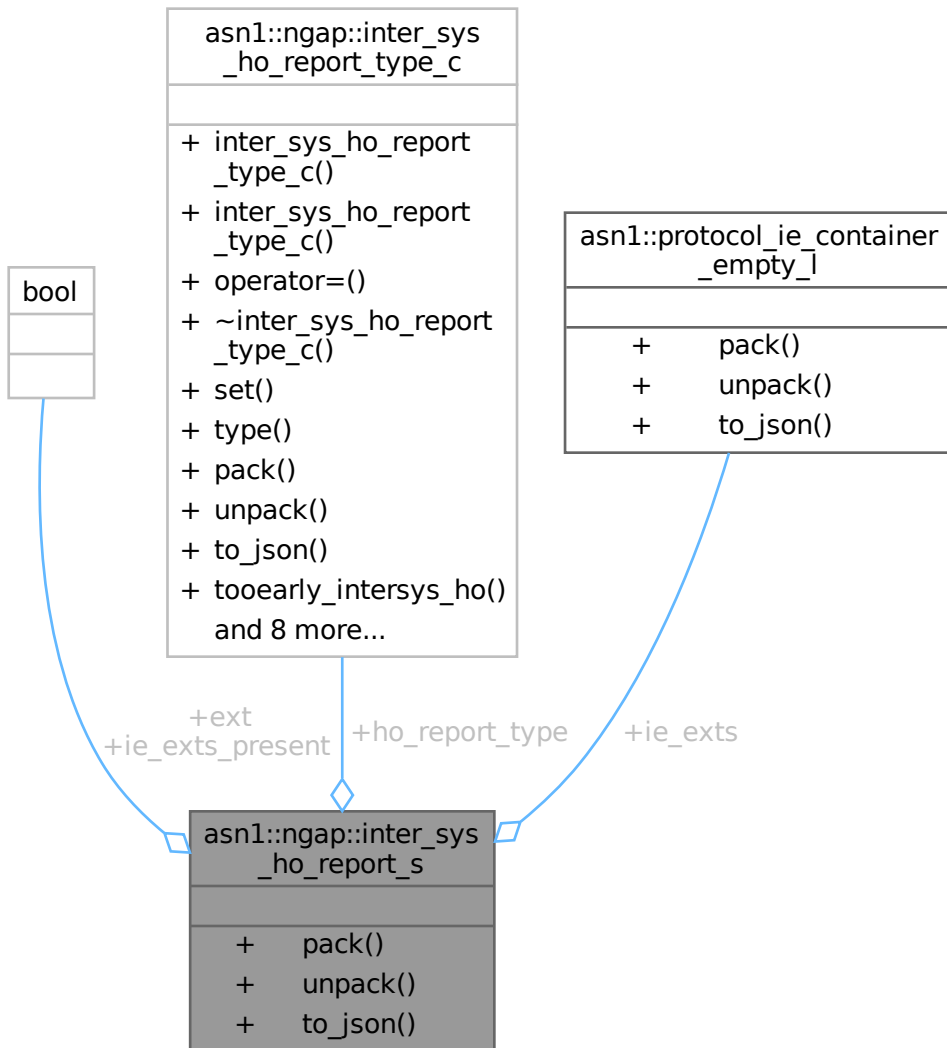 asn1::ngap::inter_sys
_ho_report_type_c
+ inter_sys_ho_report
_type_c()
+ inter_sys_ho_report
_type_c()
+ operator=()
+ ~inter_sys_ho_report
_type_c()
+ set()
+ type()
+ pack()
+ unpack()
+ to_json()
+ tooearly_intersys_ho()
and 8 more...
asn1::protocol_ie_container
_empty_l
+ pack()
+ unpack()
+ to_json()
bool
+ext
+ie_exts_present
+ho_report_type
+ie_exts
asn1::ngap::inter_sys
_ho_report_s
+ pack()
+ unpack()
+ to_json()